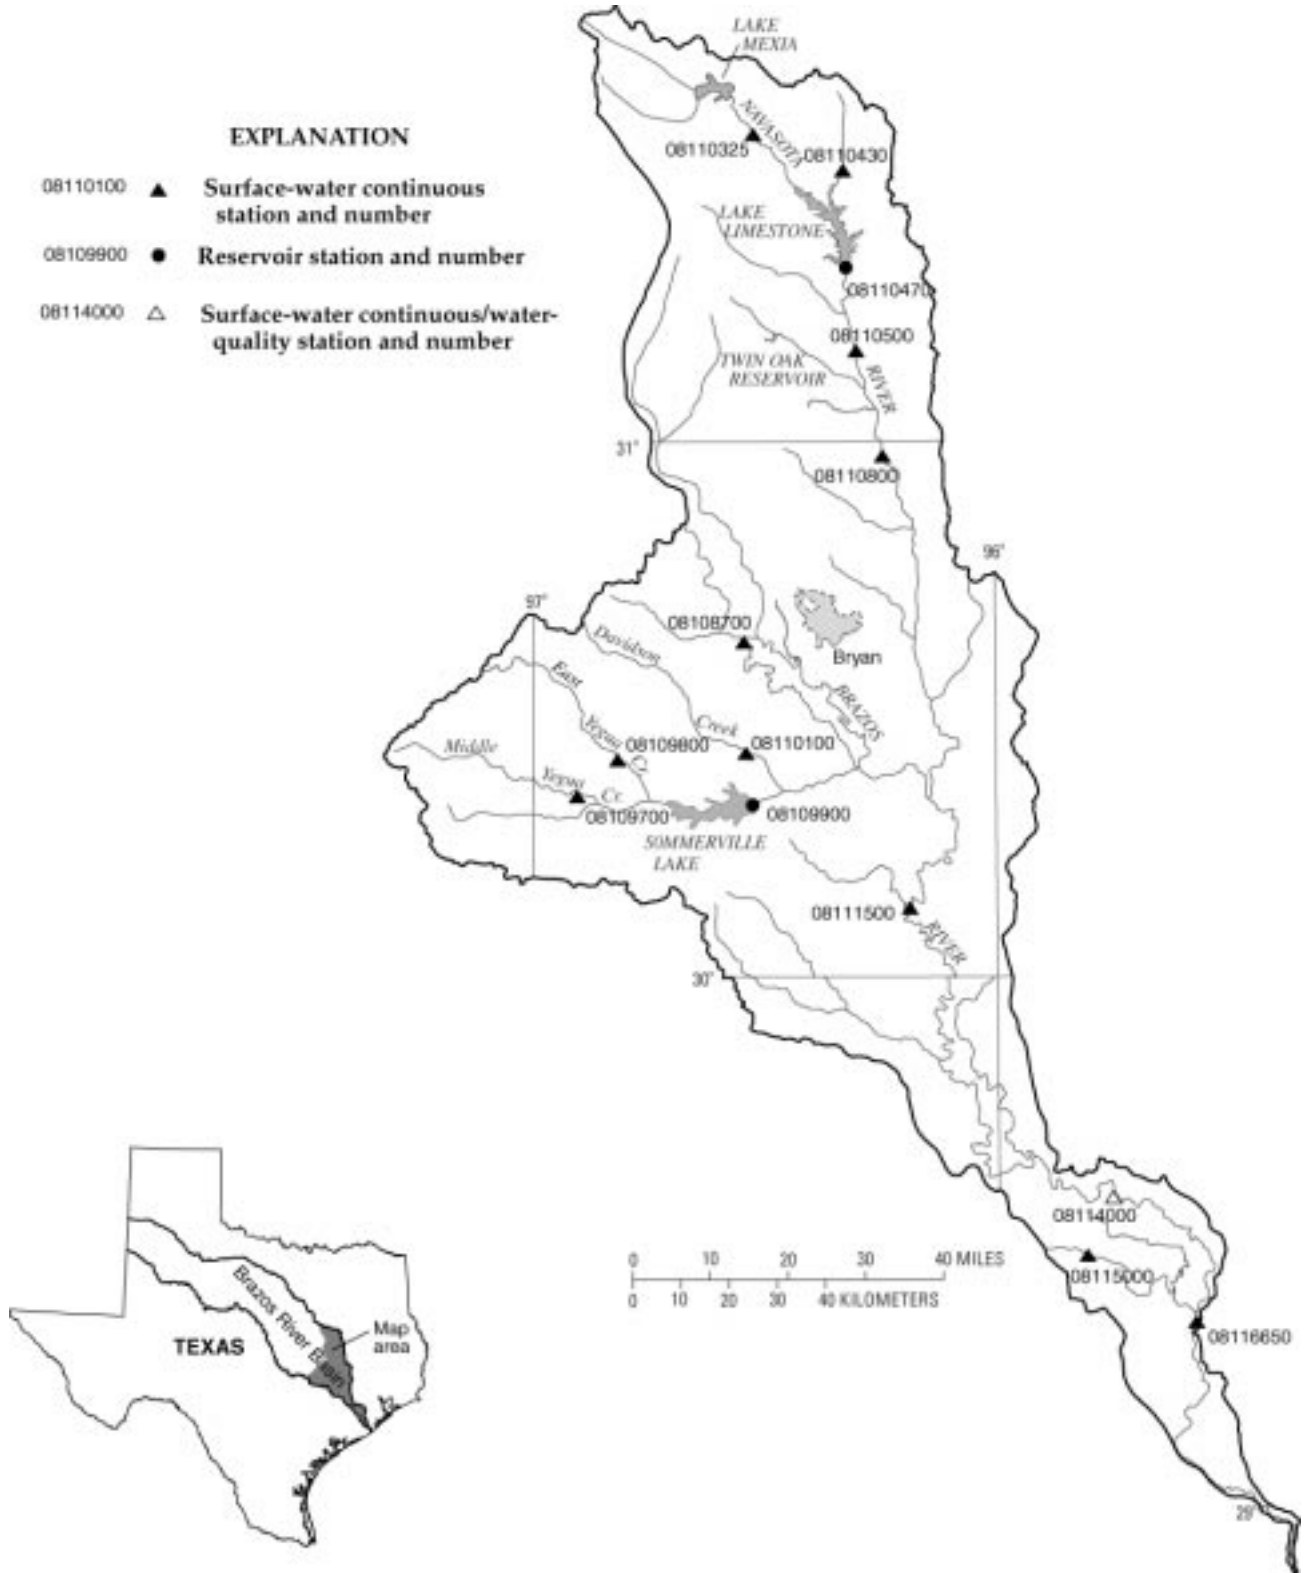 LAKE
MEXIA
NAVASOTA
EXPLANATION
08110325
08110430
08110100 Surface-water continuous
station and number
LAKE
LIMESTONE
08109900 Reservoir station and number
08110470
08114000 Surface-water continuous/water-
quality station and number
08110500
TWIN OAK
RESERVOIR
RIVER
31°
08110800
96°
97°
08108700
Davidson
Bryan
East
BRAZOS
Creek
Yegua
Cr.
08109800
08110100
Middle
Yegua
Cr.
08109700
08109900
SOMMERVILLE
LAKE
08111500
RIVER
30°
08114000
0 10 20 30 40 MILES
08115000
0 10 20 30 40 KILOMETERS
08116650
Brazos River Basin
Map
area
TEXAS
29°